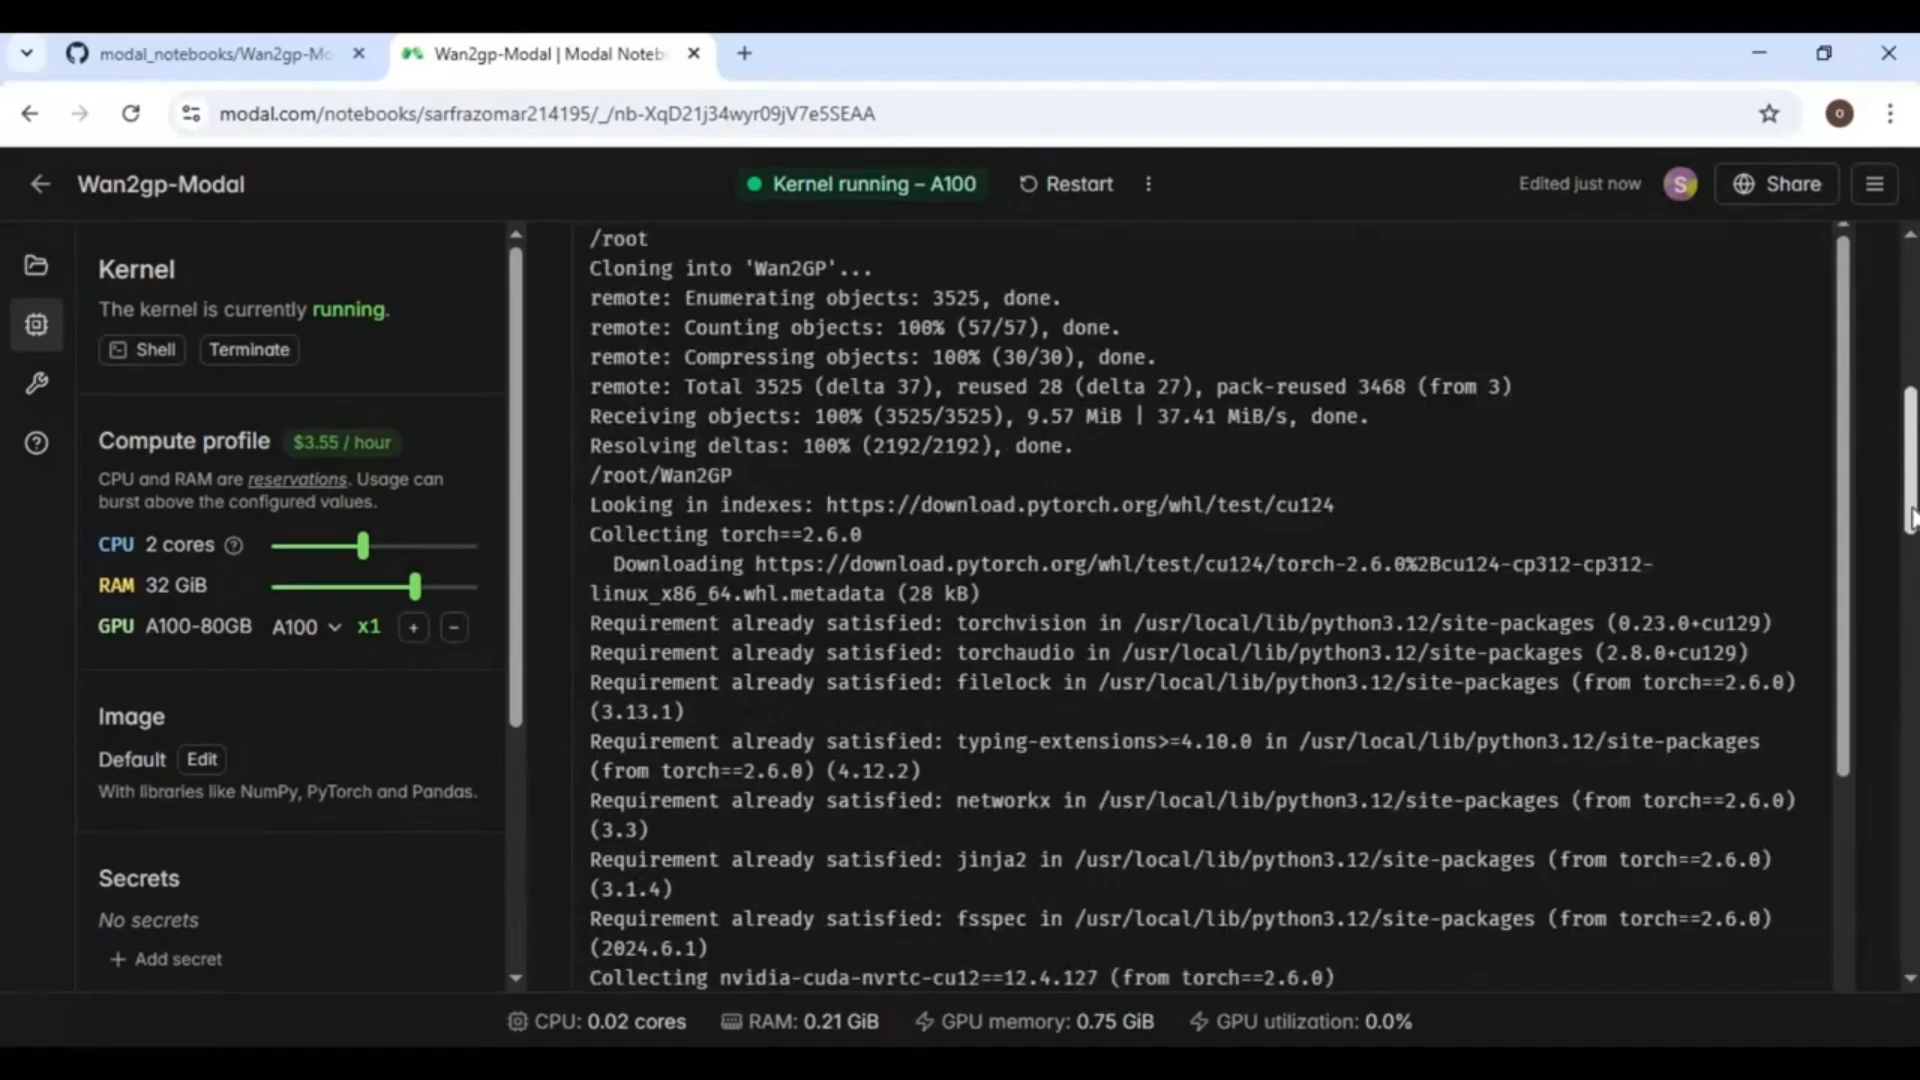 modal_notebooks/Wan2gp-Mo
Wan2gp-Modal | Modal Noteb
modal.com/notebooks/sarfrazomar214195/_/nb-XqD21j34wyr09jV7e5SEAA
o
Wan2gp-Modal
Kernel running – A100
Restart
Edited just now
S
Share
Kernel
The kernel is currently running.
Shell
Terminate
Compute profile
$3.55 / hour
CPU and RAM are reservations. Usage can
burst above the configured values.
CPU 2 cores
RAM 32 GiB
GPU A100-80GB A100 x1 + −
Image
Default Edit
With libraries like NumPy, PyTorch and Pandas.
Secrets
No secrets
+ Add secret
/root
Cloning into 'Wan2GP'...
remote: Enumerating objects: 3525, done.
remote: Counting objects: 100% (57/57), done.
remote: Compressing objects: 100% (30/30), done.
remote: Total 3525 (delta 37), reused 28 (delta 27), pack-reused 3468 (from 3)
Receiving objects: 100% (3525/3525), 9.57 MiB | 37.41 MiB/s, done.
Resolving deltas: 100% (2192/2192), done.
/root/Wan2GP
Looking in indexes: https://download.pytorch.org/whl/test/cu124
Collecting torch==2.6.0
Downloading https://download.pytorch.org/whl/test/cu124/torch-2.6.0%2Bcu124-cp312-cp312-
linux_x86_64.whl.metadata (28 kB)
Requirement already satisfied: torchvision in /usr/local/lib/python3.12/site-packages (0.23.0+cu129)
Requirement already satisfied: torchaudio in /usr/local/lib/python3.12/site-packages (2.8.0+cu129)
Requirement already satisfied: filelock in /usr/local/lib/python3.12/site-packages (from torch==2.6.0)
(3.13.1)
Requirement already satisfied: typing-extensions>=4.10.0 in /usr/local/lib/python3.12/site-packages
(from torch==2.6.0) (4.12.2)
Requirement already satisfied: networkx in /usr/local/lib/python3.12/site-packages (from torch==2.6.0)
(3.3)
Requirement already satisfied: jinja2 in /usr/local/lib/python3.12/site-packages (from torch==2.6.0)
(3.1.4)
Requirement already satisfied: fsspec in /usr/local/lib/python3.12/site-packages (from torch==2.6.0)
(2024.6.1)
Collecting nvidia-cuda-nvrtc-cu12==12.4.127 (from torch==2.6.0)
CPU: 0.02 cores
RAM: 0.21 GiB
GPU memory: 0.75 GiB
GPU utilization: 0.0%